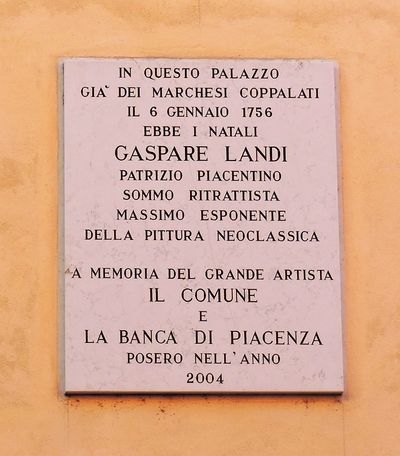 IN QUESTO PALAZZO
GIA` DEI MARCHESI COPPALATI
IL 6 GENNAIO 1756
EBBE I NATALI
GASPARE LANDI
PATRIZIO PIACENTINO
SOMMO RITRATTISTA
MASSIMO ESPONENTE
DELLA PITTURA NEOCLASSICA
A MEMORIA DEL GRANDE ARTISTA
IL COMUNE
E
LA BANCA DI PIACENZA
POSERO NELL'ANNO
2004